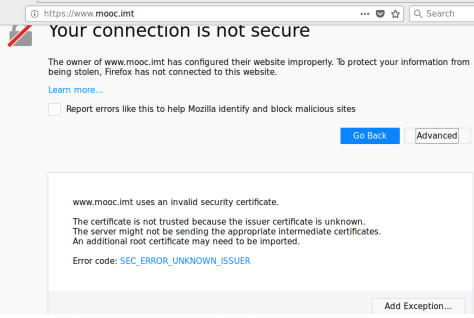 https://www.mooc.imt
Search
Your connection is not secure
The owner of www.mooc.imt has configured their website improperly. To protect your information from
being stolen, Firefox has not connected to this website.
Learn more...
Report errors like this to help Mozilla identify and block malicious sites
Go Back
Advanced
www.mooc.imt uses an invalid security certificate.
The certificate is not trusted because the issuer certificate is unknown.
The server might not be sending the appropriate intermediate certificates.
An additional root certificate may need to be imported.
Error code: SEC_ERROR_UNKNOWN_ISSUER
Add Exception...